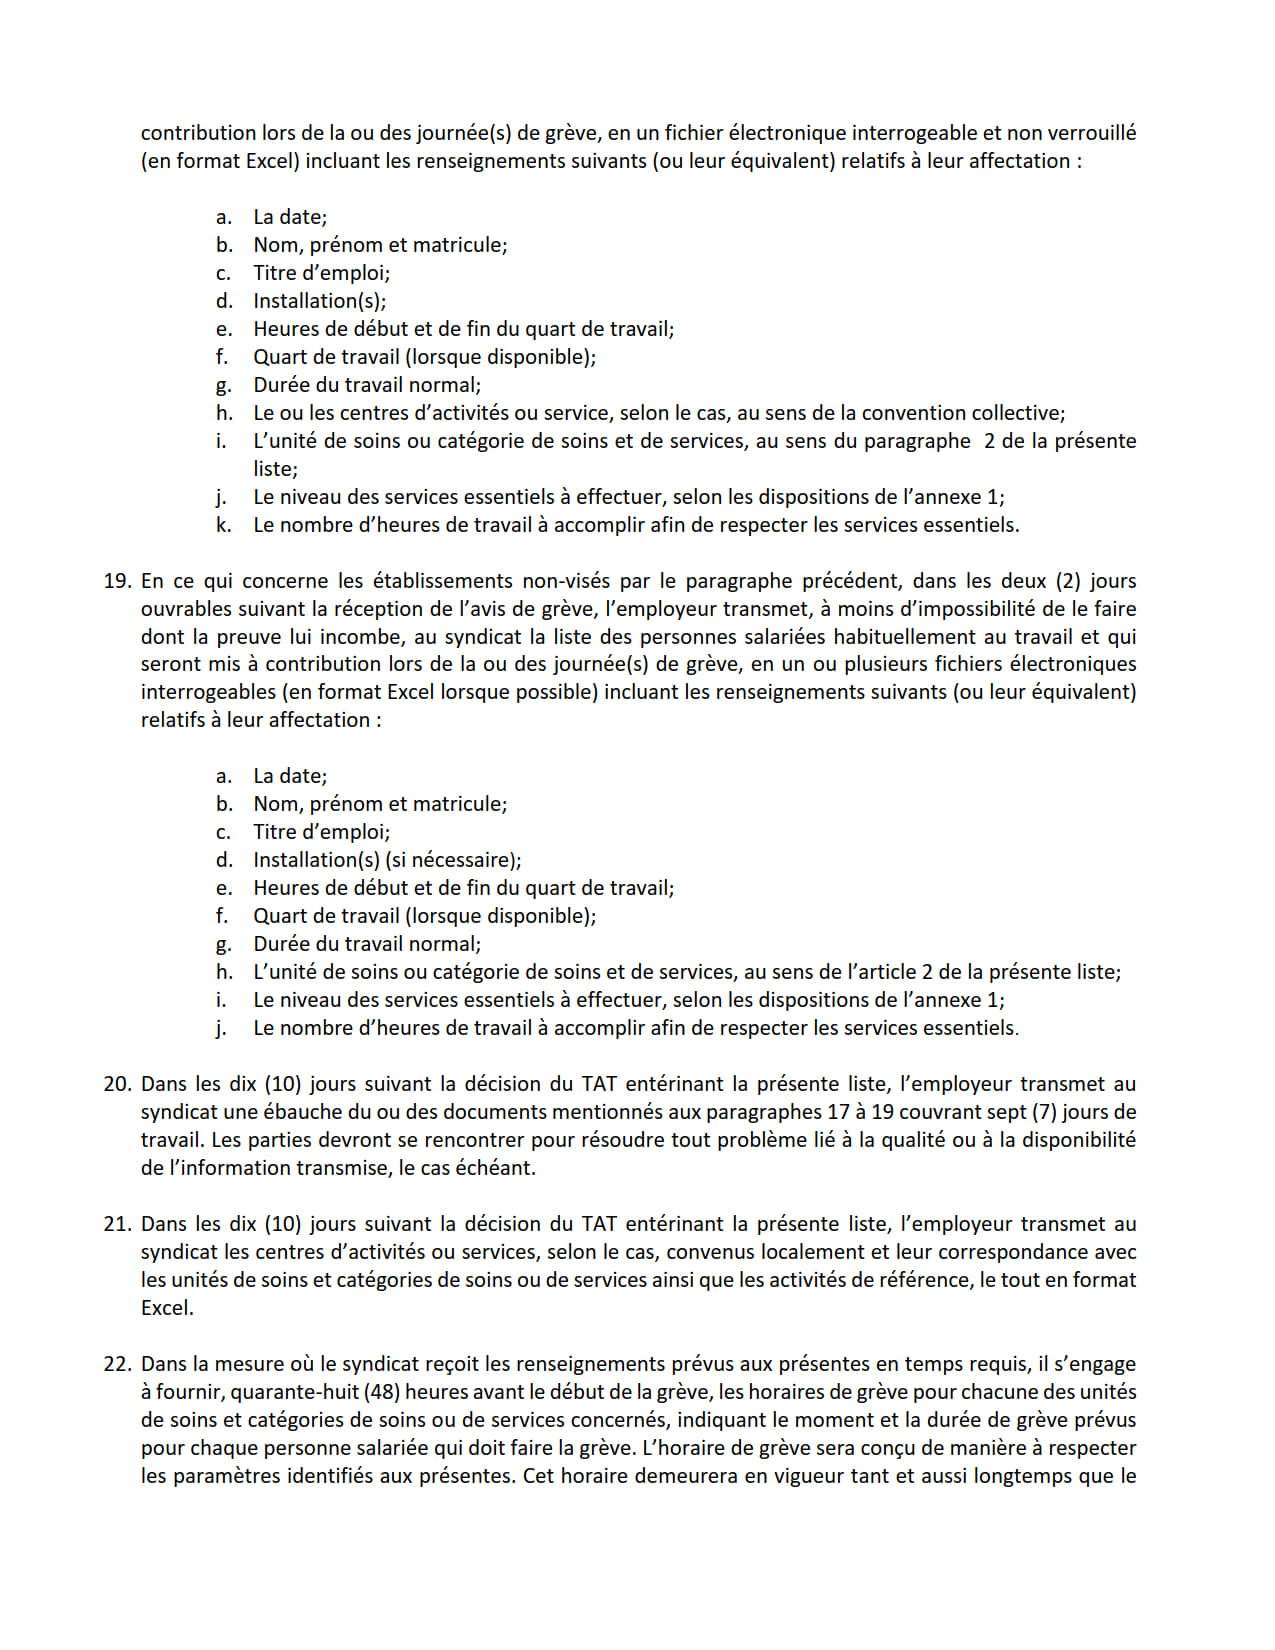 contribution lors de la ou des journée(s) de grève, en un fichier électronique interrogeable et non verrouillé
(en format Excel) incluant les renseignements suivants (ou leur équivalent) relatifs à leur affectation :
a. La date;
b. Nom, prénom et matricule;
c. Titre d’emploi;
d. Installation(s);
e. Heures de début et de fin du quart de travail;
f. Quart de travail (lorsque disponible);
g. Durée du travail normal;
h. Le ou les centres d’activités ou service, selon le cas, au sens de la convention collective;
i. L’unité de soins ou catégorie de soins et de services, au sens du paragraphe 2 de la présente
liste;
j. Le niveau des services essentiels à effectuer, selon les dispositions de l’annexe 1;
k. Le nombre d’heures de travail à accomplir afin de respecter les services essentiels.
19. En ce qui concerne les établissements non-visés par le paragraphe précédent, dans les deux (2) jours
ouvrables suivant la réception de l’avis de grève, l’employeur transmet, à moins d’impossibilité de le faire
dont la preuve lui incombe, au syndicat la liste des personnes salariées habituellement au travail et qui
seront mis à contribution lors de la ou des journée(s) de grève, en un ou plusieurs fichiers électroniques
interrogeables (en format Excel lorsque possible) incluant les renseignements suivants (ou leur équivalent)
relatifs à leur affectation :
a. La date;
b. Nom, prénom et matricule;
c. Titre d’emploi;
d. Installation(s) (si nécessaire);
e. Heures de début et de fin du quart de travail;
f. Quart de travail (lorsque disponible);
g. Durée du travail normal;
h. L’unité de soins ou catégorie de soins et de services, au sens de l’article 2 de la présente liste;
i. Le niveau des services essentiels à effectuer, selon les dispositions de l’annexe 1;
j. Le nombre d’heures de travail à accomplir afin de respecter les services essentiels.
20. Dans les dix (10) jours suivant la décision du TAT entérinant la présente liste, l’employeur transmet au
syndicat une ébauche du ou des documents mentionnés aux paragraphes 17 à 19 couvrant sept (7) jours de
travail. Les parties devront se rencontrer pour résoudre tout problème lié à la qualité ou à la disponibilité
de l’information transmise, le cas échéant.
21. Dans les dix (10) jours suivant la décision du TAT entérinant la présente liste, l’employeur transmet au
syndicat les centres d’activités ou services, selon le cas, convenus localement et leur correspondance avec
les unités de soins et catégories de soins ou de services ainsi que les activités de référence, le tout en format
Excel.
22. Dans la mesure où le syndicat reçoit les renseignements prévus aux présentes en temps requis, il s’engage
à fournir, quarante-huit (48) heures avant le début de la grève, les horaires de grève pour chacune des unités
de soins et catégories de soins ou de services concernés, indiquant le moment et la durée de grève prévus
pour chaque personne salariée qui doit faire la grève. L’horaire de grève sera conçu de manière à respecter
les paramètres identifiés aux présentes. Cet horaire demeurera en vigueur tant et aussi longtemps que le